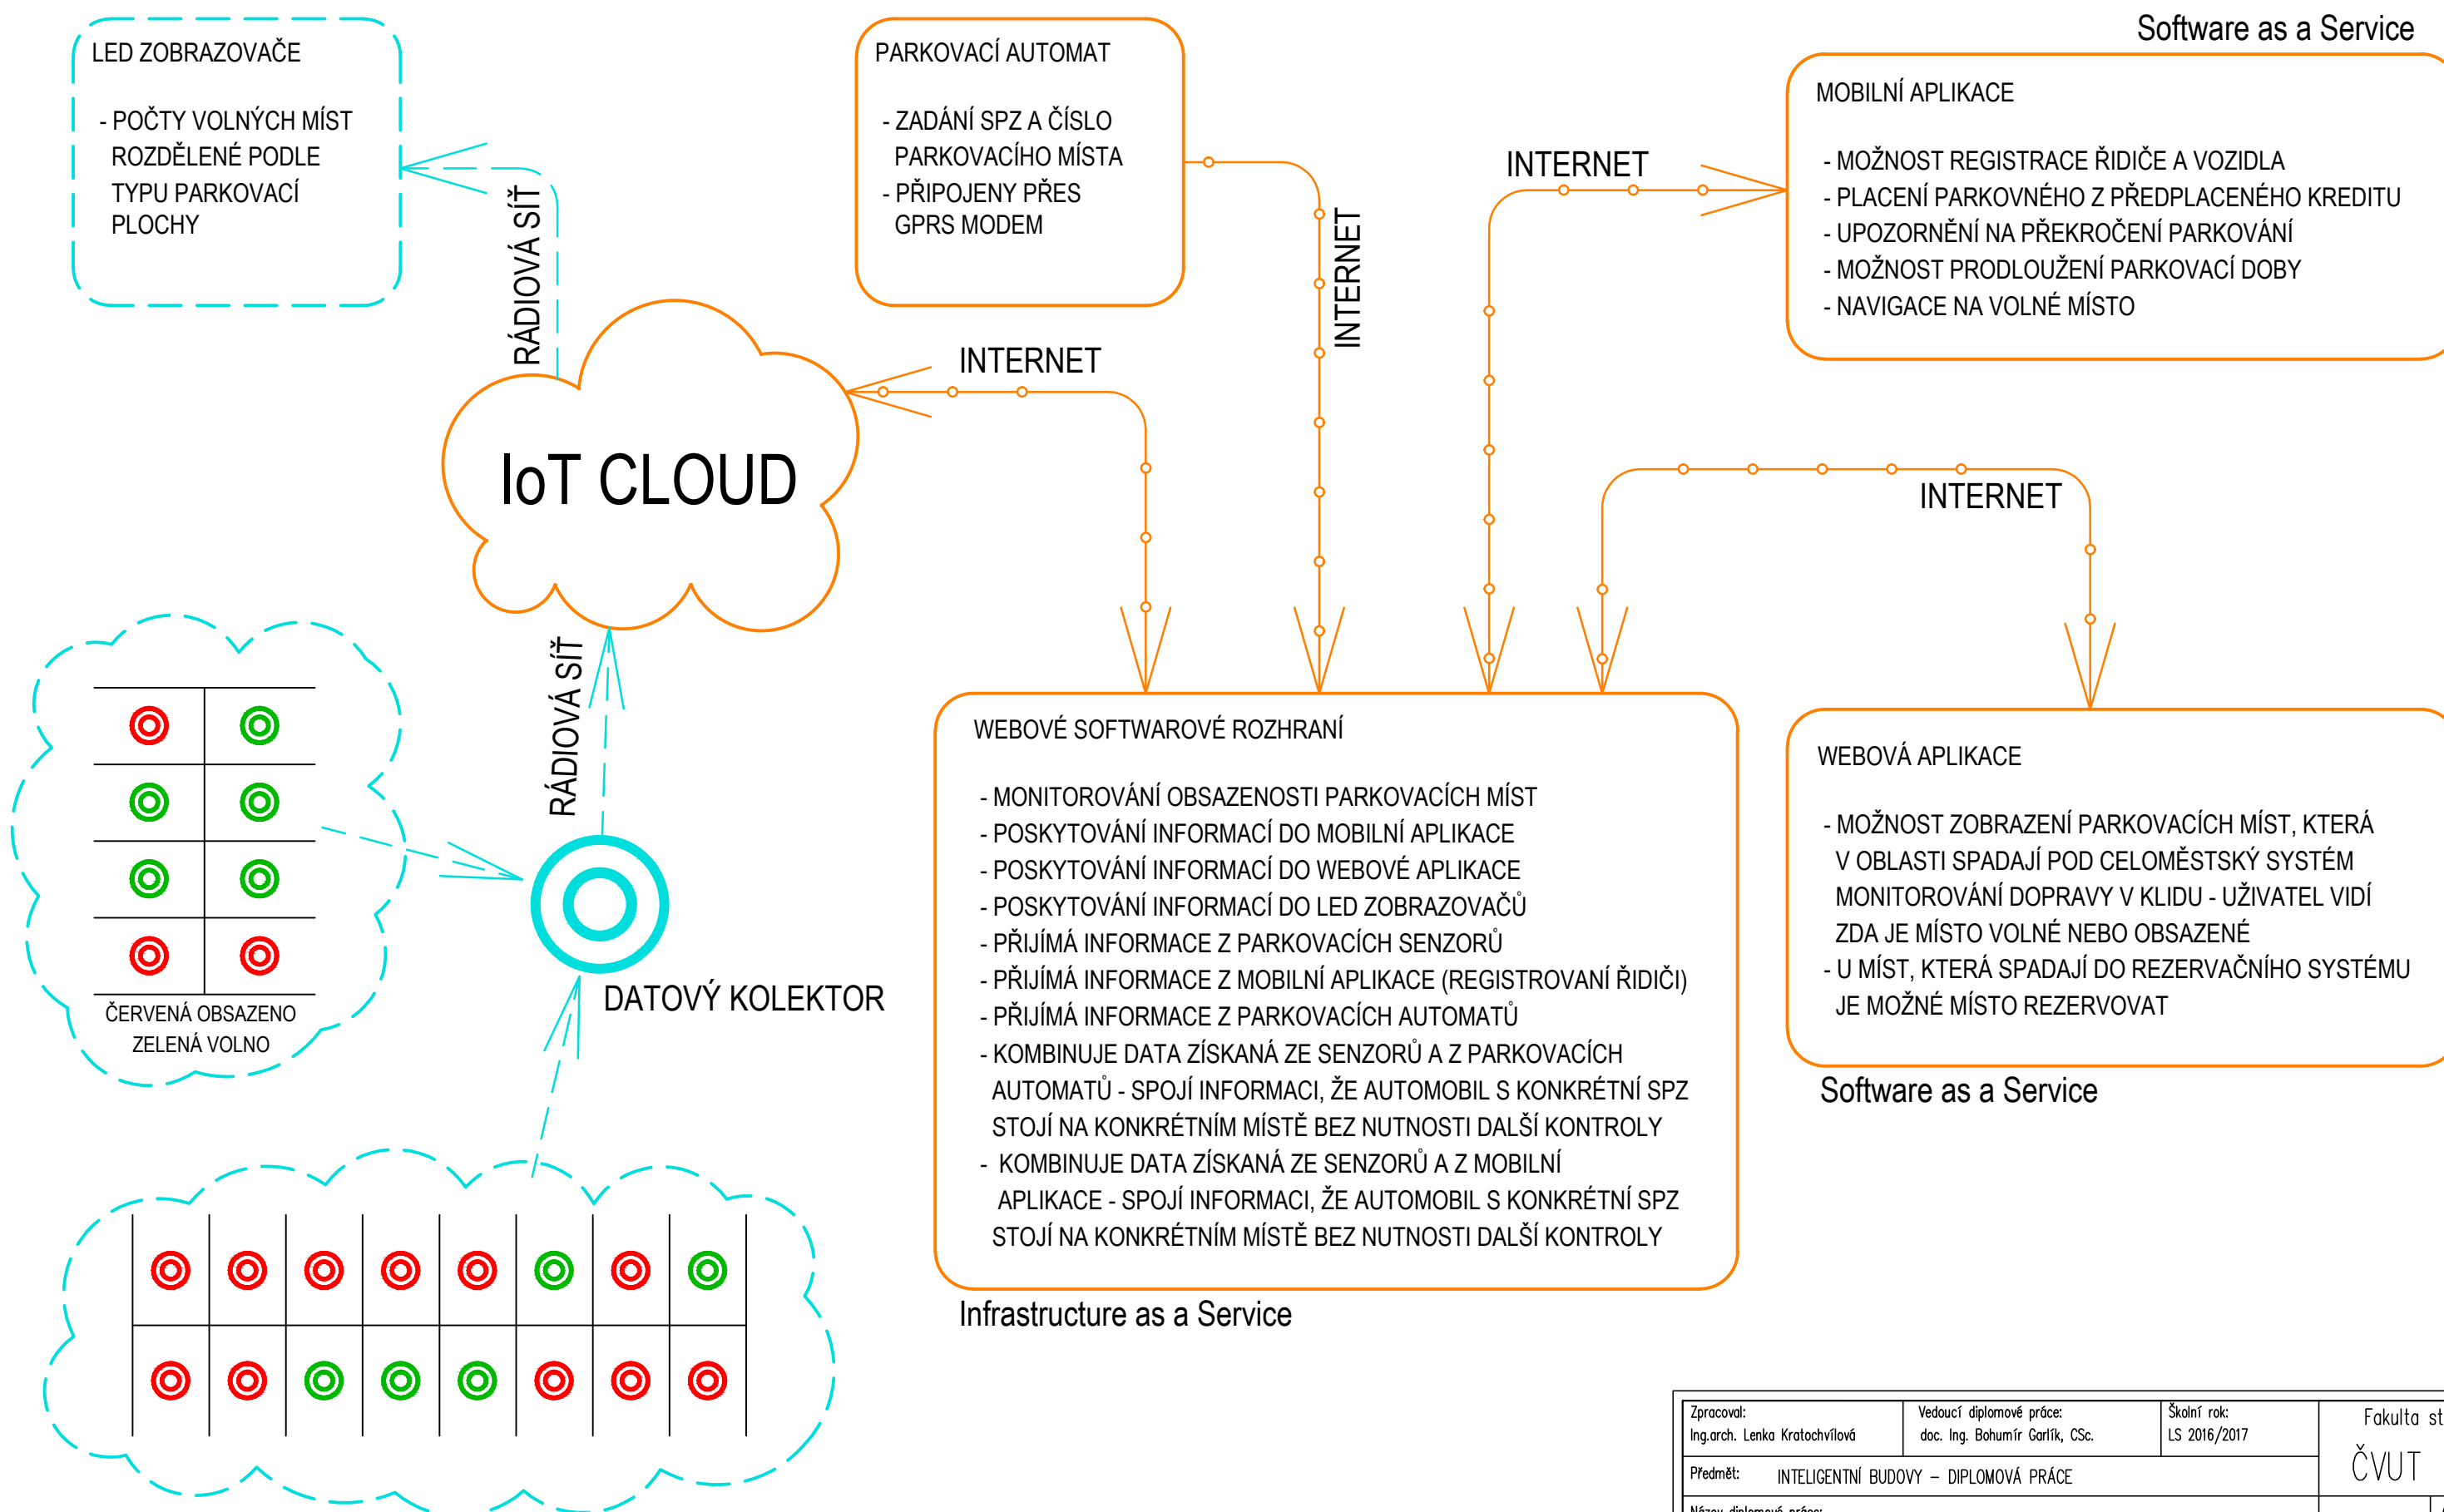 LED ZOBRAZOVAČE
- POČTY VOLNÝCH MÍST
ROZDĚLENÉ PODLE
TYPU PARKOVACÍ
PLOCHY
RÁDIOVÁ SÍŤ
PARKOVACÍ AUTOMAT
- ZADÁNÍ SPZ A ČÍSLO
PARKOVACÍHO MÍSTA
- PŘIPOJENY PŘES
GPRS MODEM
INTERNET
INTERNET
INTERNET
Software as a Service
MOBILNÍ APLIKACE
- MOŽNOST REGISTRACE ŘIDIČE A VOZIDLA
- PLACENÍ PARKOVNÉHO Z PŘEDPLACENÉHO KREDITU
- UPOZORNĚNÍ NA PŘEKROČENÍ PARKOVÁNÍ
- MOŽNOST PRODLOUŽENÍ PARKOVACÍ DOBY
- NAVIGACE NA VOLNÉ MÍSTO
IoT CLOUD
INTERNET
RÁDIOVÁ SÍŤ
ČERVENÁ OBSAZENO
ZELENÁ VOLNO
DATOVÝ KOLEKTOR
WEBOVÉ SOFTWAROVÉ ROZHRANÍ
- MONITOROVÁNÍ OBSAZENOSTI PARKOVACÍCH MÍST
- POSKYTOVÁNÍ INFORMACÍ DO MOBILNÍ APLIKACE
- POSKYTOVÁNÍ INFORMACÍ DO WEBOVÉ APLIKACE
- POSKYTOVÁNÍ INFORMACÍ DO LED ZOBRAZOVAČŮ
- PŘIJÍMÁ INFORMACE Z PARKOVACÍCH SENZORŮ
- PŘIJÍMÁ INFORMACE Z MOBILNÍ APLIKACE (REGISTROVANÍ ŘIDIČI)
- PŘIJÍMÁ INFORMACE Z PARKOVACÍCH AUTOMATŮ
- KOMBINUJE DATA ZÍSKANÁ ZE SENZORŮ A Z PARKOVACÍCH
AUTOMATŮ - SPOJÍ INFORMACI, ŽE AUTOMOBIL S KONKRÉTNÍ SPZ
STOJÍ NA KONKRÉTNÍM MÍSTĚ BEZ NUTNOSTI DALŠÍ KONTROLY
- KOMBINUJE DATA ZÍSKANÁ ZE SENZORŮ A Z MOBILNÍ
APLIKACE - SPOJÍ INFORMACI, ŽE AUTOMOBIL S KONKRÉTNÍ SPZ
STOJÍ NA KONKRÉTNÍM MÍSTĚ BEZ NUTNOSTI DALŠÍ KONTROLY
Infrastructure as a Service
WEBOVÁ APLIKACE
- MOŽNOST ZOBRAZENÍ PARKOVACÍCH MÍST, KTERÁ
V OBLASTI SPADAJÍ POD CELOMĚSTSKÝ SYSTÉM
MONITOROVÁNÍ DOPRAVY V KLIDU - UŽIVATEL VIDÍ
ZDA JE MÍSTO VOLNÉ NEBO OBSAZENÉ
- U MÍST, KTERÁ SPADAJÍ DO REZERVAČNÍHO SYSTÉMU
JE MOŽNÉ MÍSTO REZERVOVAT
Software as a Service
Zpracoval:
Ing.arch. Lenka Kratochvílová
Vedoucí diplomové práce:
doc. Ing. Bohumír Garlík, CSc.
Školní rok:
LS 2016/2017
Fakulta st
ČVUT
Předmět: INTELIGENTNÍ BUDOVY – DIPLOMOVÁ PRÁCE
Název diplomové práce: